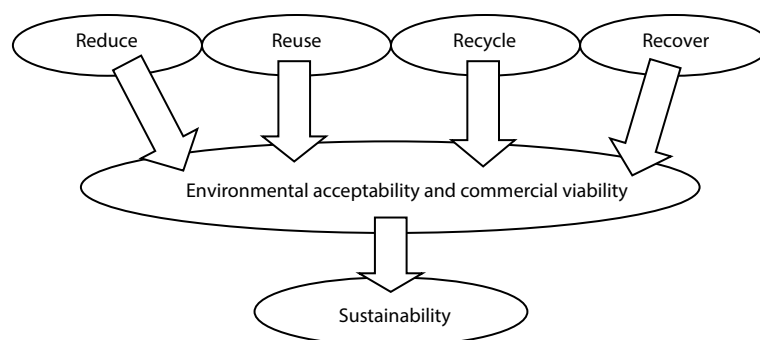 Reduce
Reuse
Recycle
Recover
Environmental acceptability and commercial viability
Sustainability